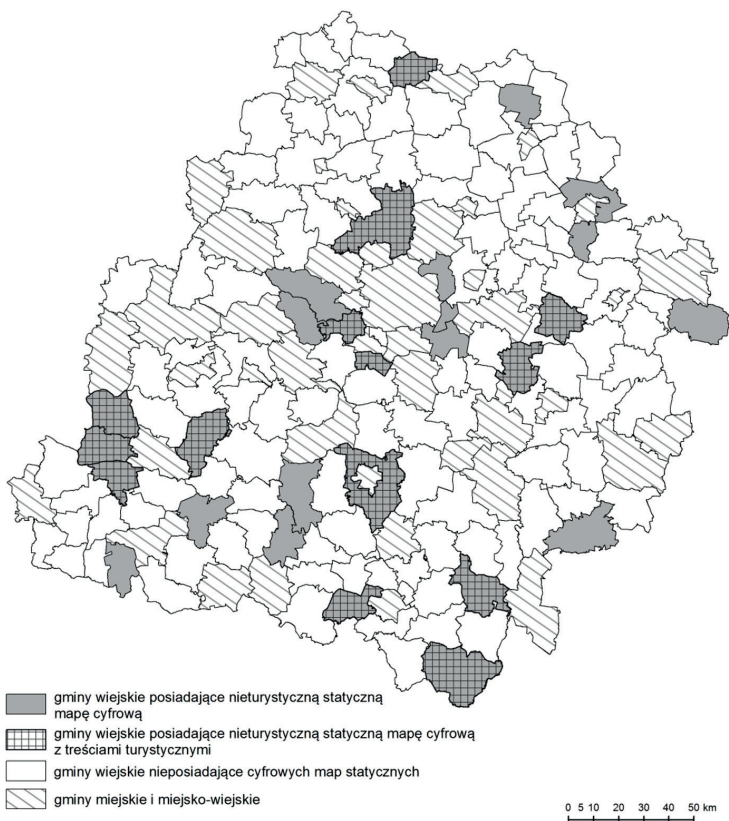 gminy wiejskie posiadające nieturystyczną statyczną
mapę cyfrową
gminy wiejskie posiadające nieturystyczną statyczną mapę cyfrową
z treściami turystycznymi
gminy wiejskie nieposiadające cyfrowych map statycznych
gminy miejskie i miejsko-wiejskie
0 5 10 20 30 40 50 km